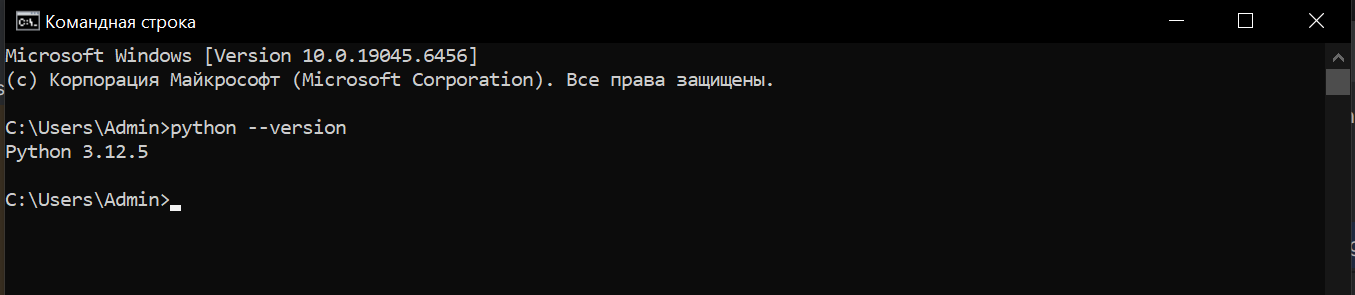 Командная строка
Microsoft Windows [Version 10.0.19045.6456]
(c) Корпорация Майкрософт (Microsoft Corporation). Все права защищены.
C:\Users\Admin>python --version
Python 3.12.5
C:\Users\Admin>